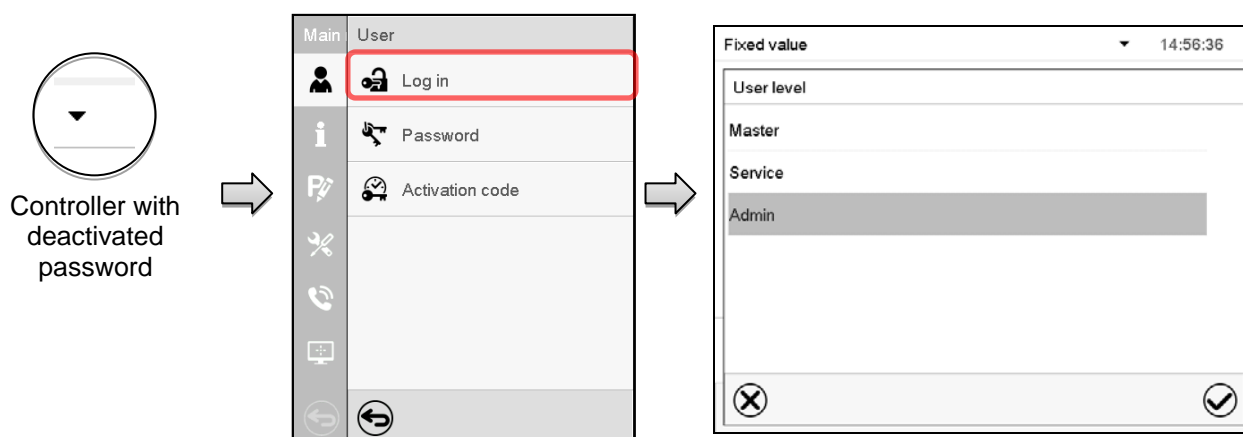 Controller with
deactivated
password
Main
User
Log in
Password
Activation code
Fixed value
14:56:36
User level
Master
Service
Admin